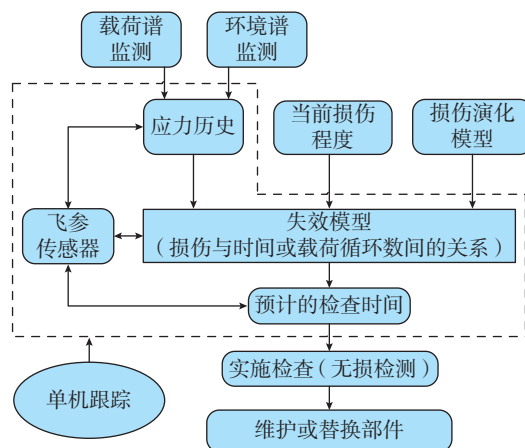 载荷谱
监测
环境谱
监测
应力历史
当前损伤
程度
损伤演化
模型
飞参
传感器
失效模型
（损伤与时间或载荷循环数间的关系）
预计的检查时间
单机跟踪
实施检查（无损检测）
维护或替换部件